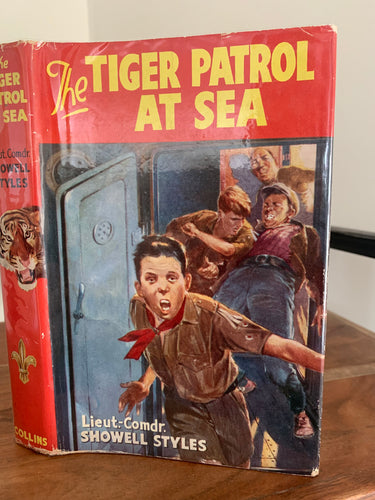 The TIGER PATROL
AT SEA
Lieut.-Comdr.
SHOWELL STYLES
The
TIGER
PATROL
AT SEA
Lieut.-Comdr.
SHOWELL
STYLES
COLLINS